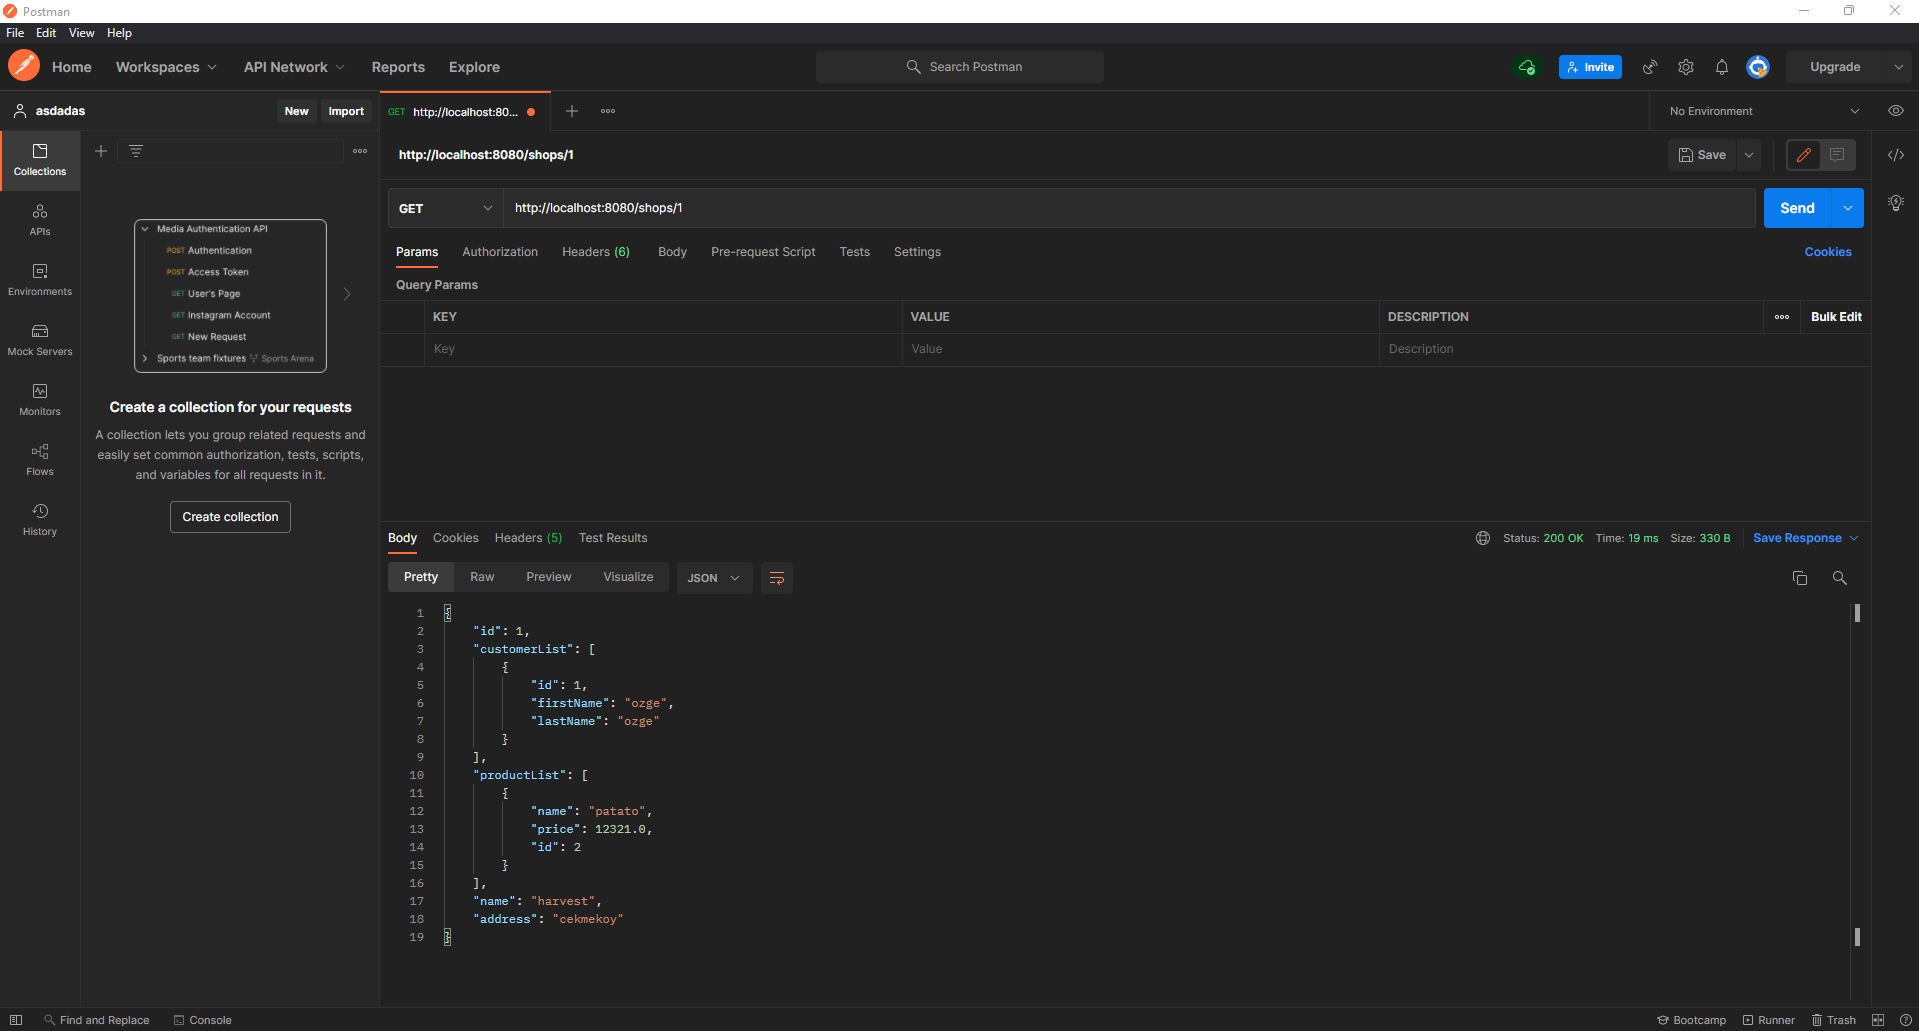 Postman
File Edit View Help
Home Workspaces API Network Reports Explore Search Postman Invite Upgrade
asdadas New Import GET http://localhost:80... No Environment
Collections
APIs
Environments
Mock Servers
Monitors
Flows
History
Media Authentication API
POST Authentication
POST Access Token
GET User's Page
GET Instagram Account
GET New Request
Sports team fixtures Sports Arena
Create a collection for your requests
A collection lets you group related requests and
easily set common authorization, tests, scripts,
and variables for all requests in it.
Create collection
http://localhost:8080/shops/1 Save
GET http://localhost:8080/shops/1 Send
Params Authorization Headers (6) Body Pre-request Script Tests Settings Cookies
Query Params
KEY VALUE DESCRIPTION Bulk Edit
Key Value Description
Body Cookies Headers (5) Test Results Status: 200 OK Time: 19 ms Size: 330 B Save Response
Pretty Raw Preview Visualize JSON
1 {
2 "id": 1,
3 "customerList": [
4 {
5 "id": 1,
6 "firstName": "ozge",
7 "lastName": "ozge"
8 }
9 ],
10 "productList": [
11 {
12 "name": "patato",
13 "price": 12321.0,
14 "id": 2
15 }
16 ],
17 "name": "harvest",
18 "address": "cekmekoy"
19 }
Find and Replace Console Bootcamp Runner Trash